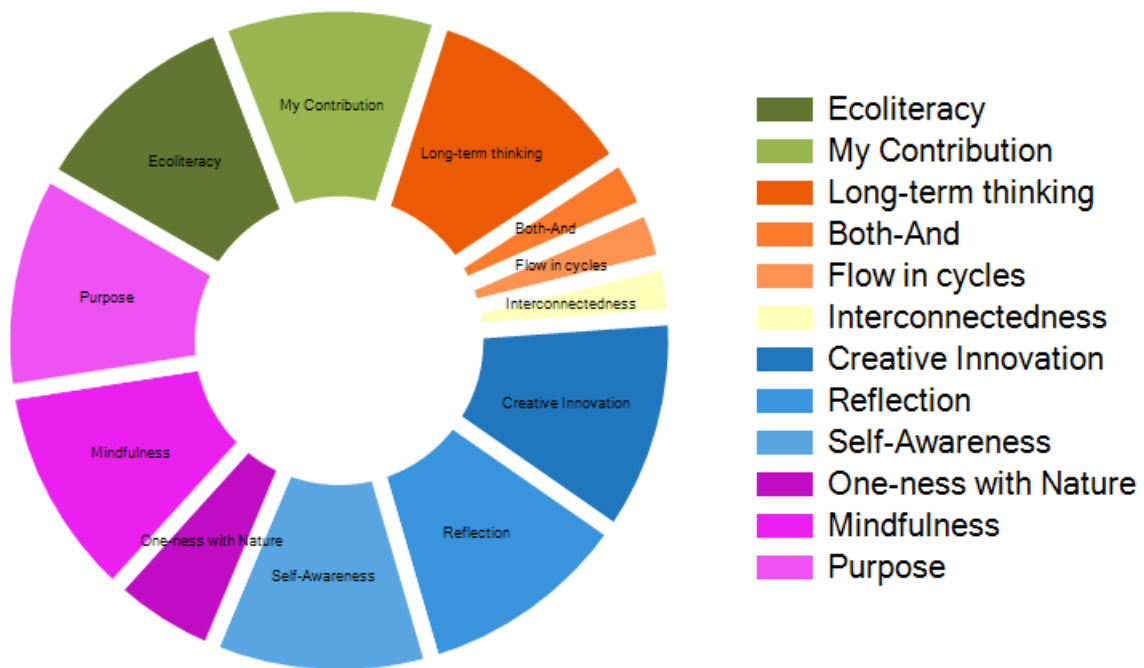 My Contribution
Ecoliteracy
Long-term thinking
Both-And
Flow in cycles
Purpose
Interconnectedness
Creative Innovation
Mindfulness
Reflection
One-ness with Nature
Self-Awareness
Ecoliteracy
My Contribution
Long-term thinking
Both-And
Flow in cycles
Interconnectedness
Creative Innovation
Reflection
Self-Awareness
One-ness with Nature
Mindfulness
Purpose